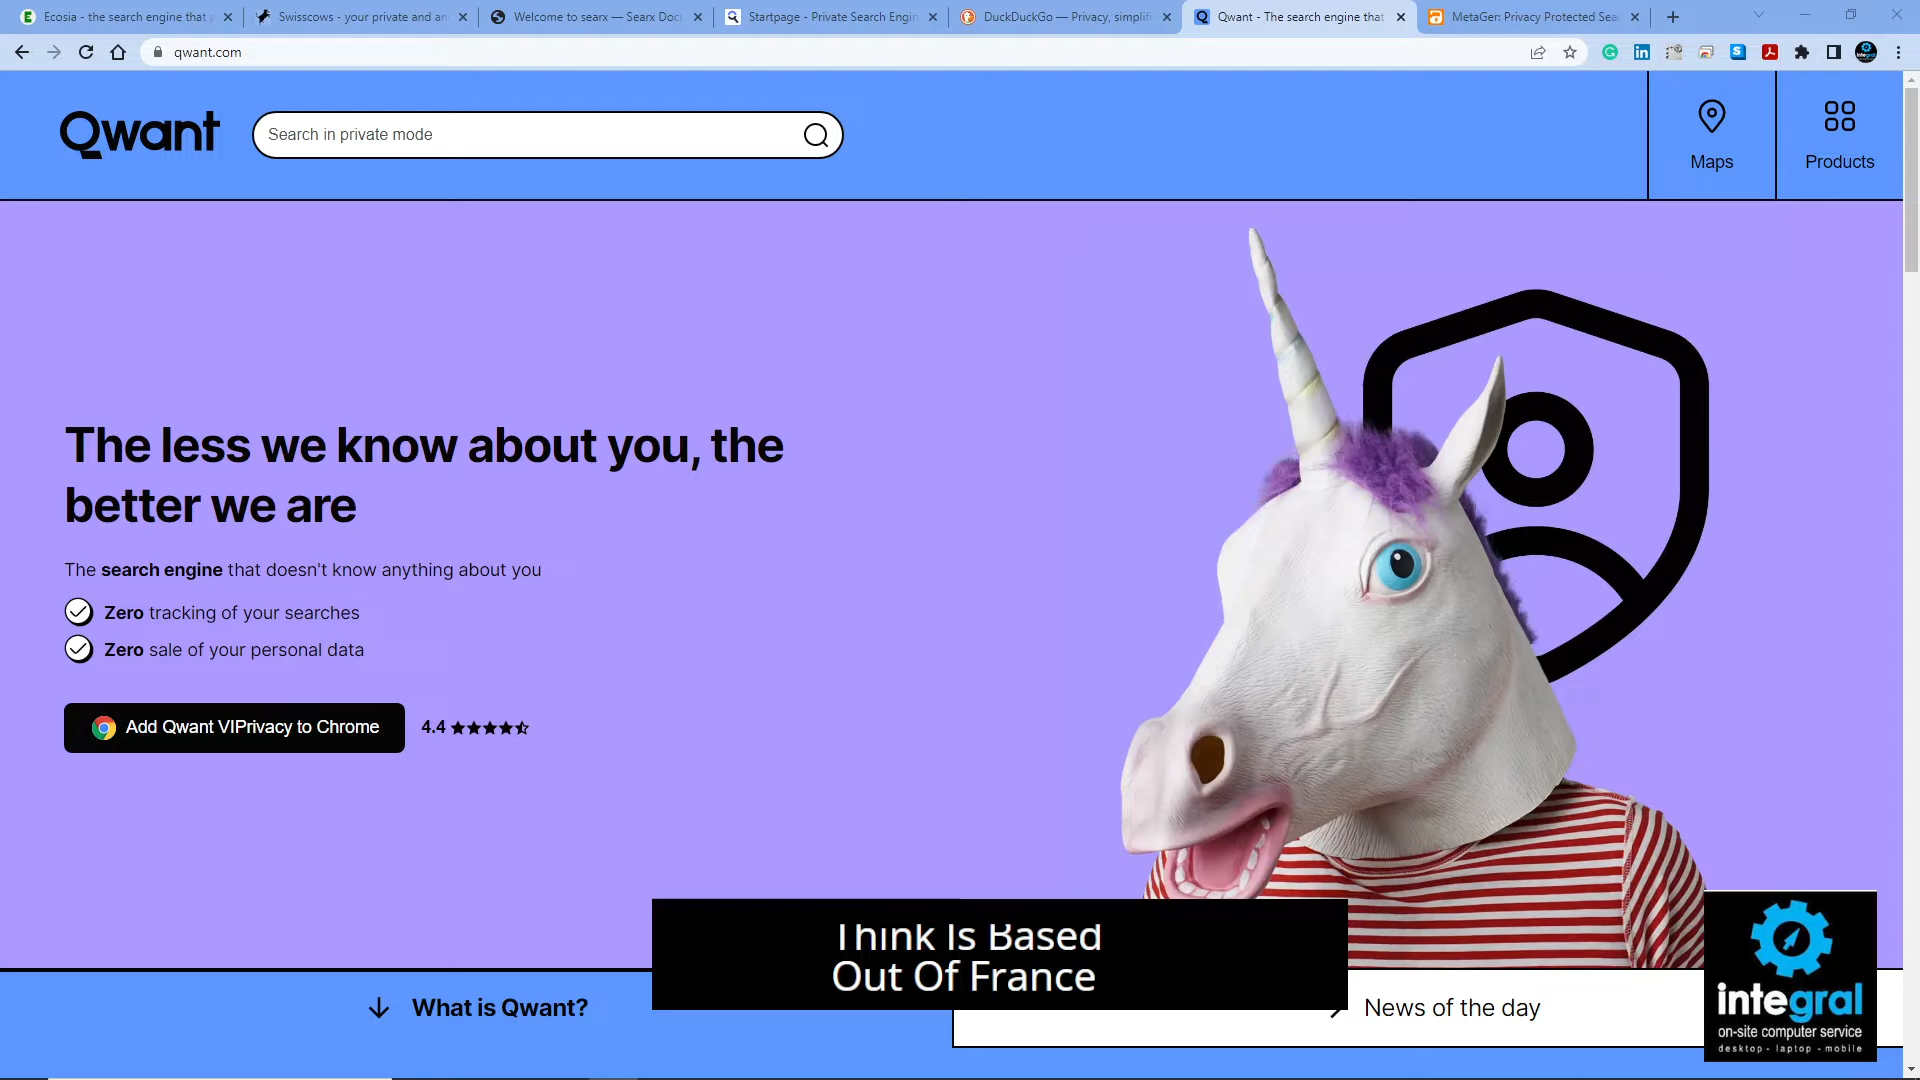 Ecosia - the search engine that p
Swisscows - your private and an
Welcome to searx — Searx Doc
Startpage - Private Search Engin
DuckDuckGo — Privacy, simplifi
Qwant - The search engine that
MetaGer: Privacy Protected Sea
qwant.com
Qwant
Search in private mode
Maps
Products
The less we know about you, the
better we are
The search engine that doesn't know anything about you
Zero tracking of your searches
Zero sale of your personal data
Add Qwant VIPrivacy to Chrome
4.4
Think Is Based
Out Of France
What is Qwant?
News of the day
integral
on-site computer service
desktop - laptop - mobile